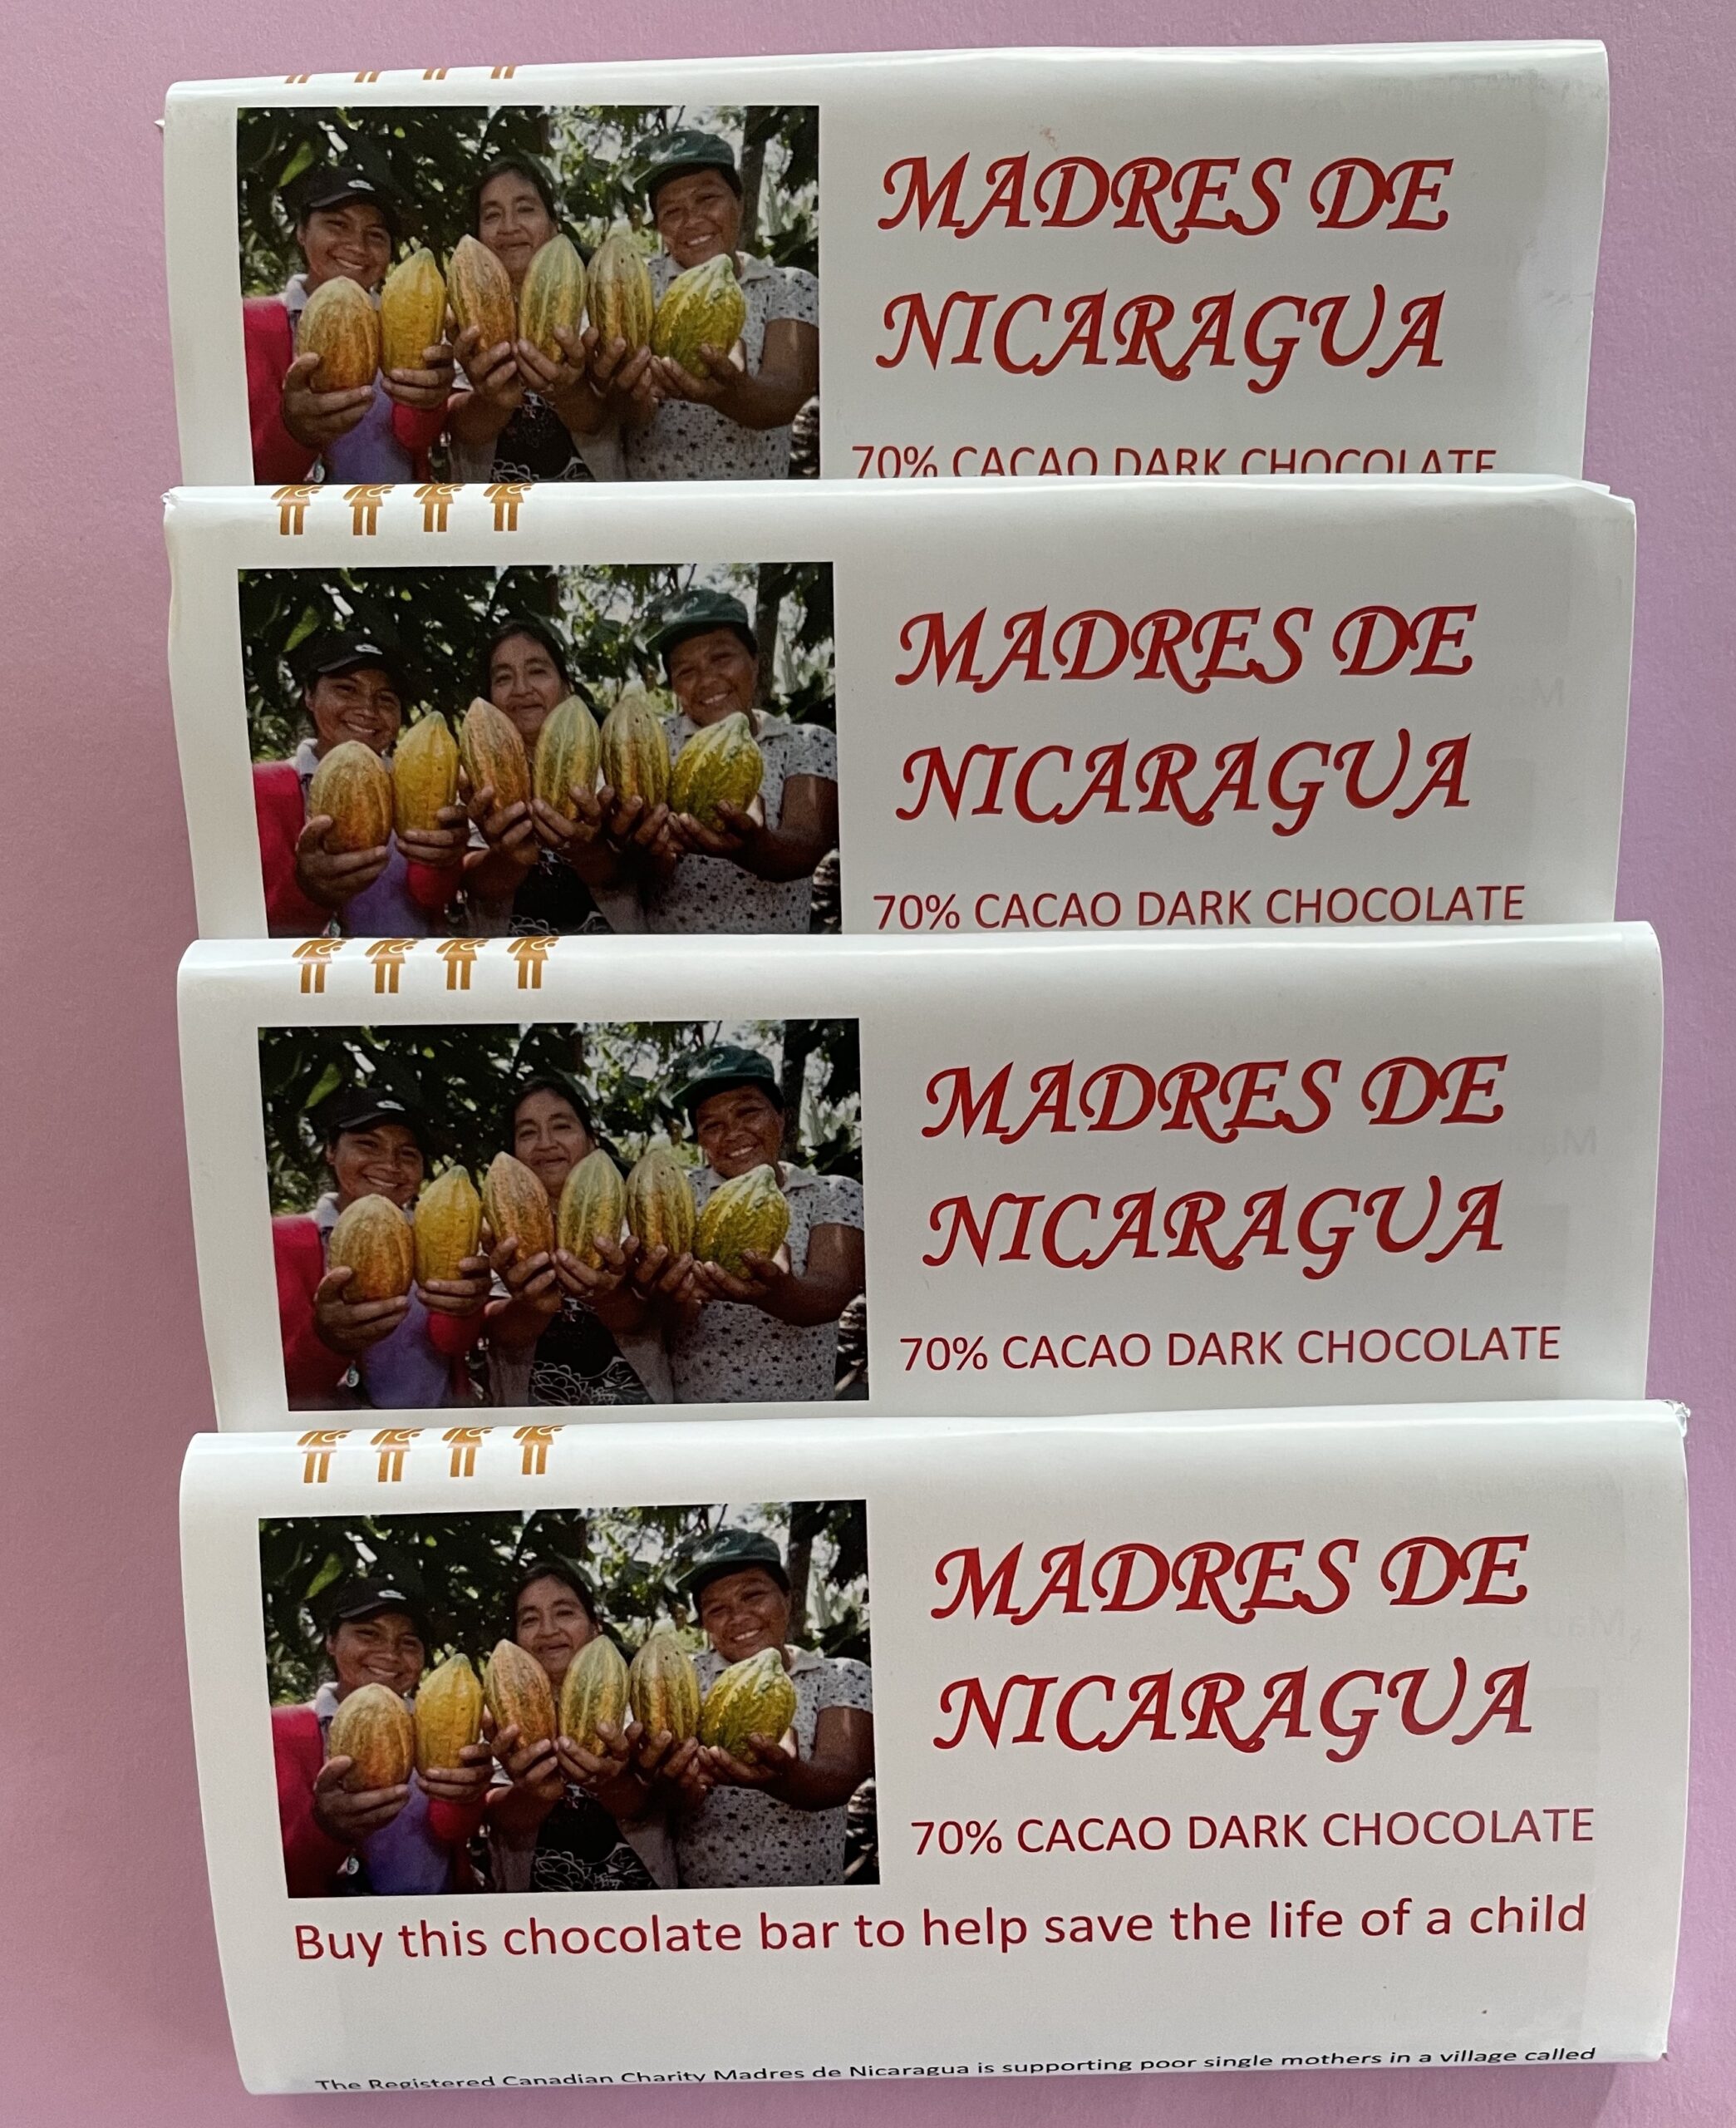 MADRES DE
NICARAGUA
70% CACAO DARK CHOCOLATE
MADRES DE
NICARAGUA
70% CACAO DARK CHOCOLATE
MADRES DE
NICARAGUA
70% CACAO DARK CHOCOLATE
MADRES DE
NICARAGUA
70% CACAO DARK CHOCOLATE
Buy this chocolate bar to help save the life of a child
The Registered Canadian Charity Madres de Nicaragua is supporting poor single mothers in a village called